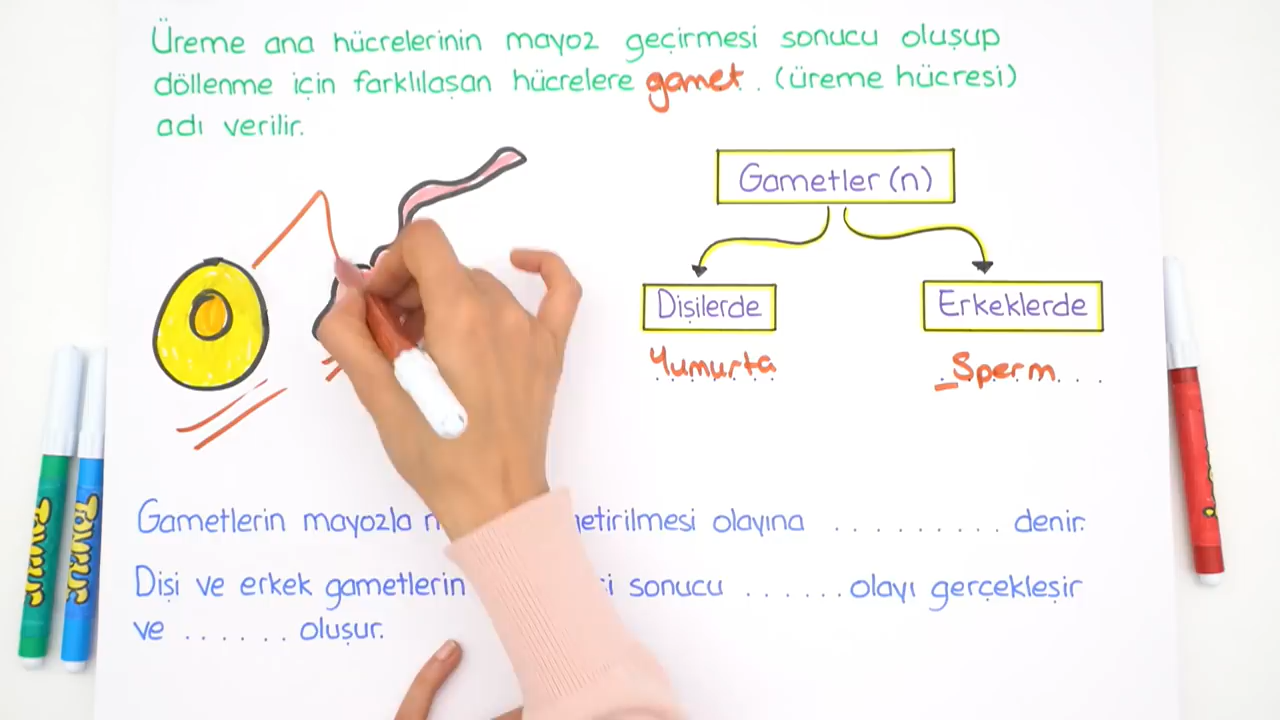 Üreme ana hücrelerinin mayoz geçirmesi sonucu oluşup
döllenme için farklılaşan hücrelere gamet . (üreme hücresi)
adı verilir.
Gametler (n)
Dişilerde
Erkeklerde
Yumurta
Sperm . . .
Gametlerin mayozla olayına . . . . . . . . . . denir.
Dişi ve erkek gametlerin sonucu . . . . . . olayı gerçekleşir
ve . . . . . . oluşur.